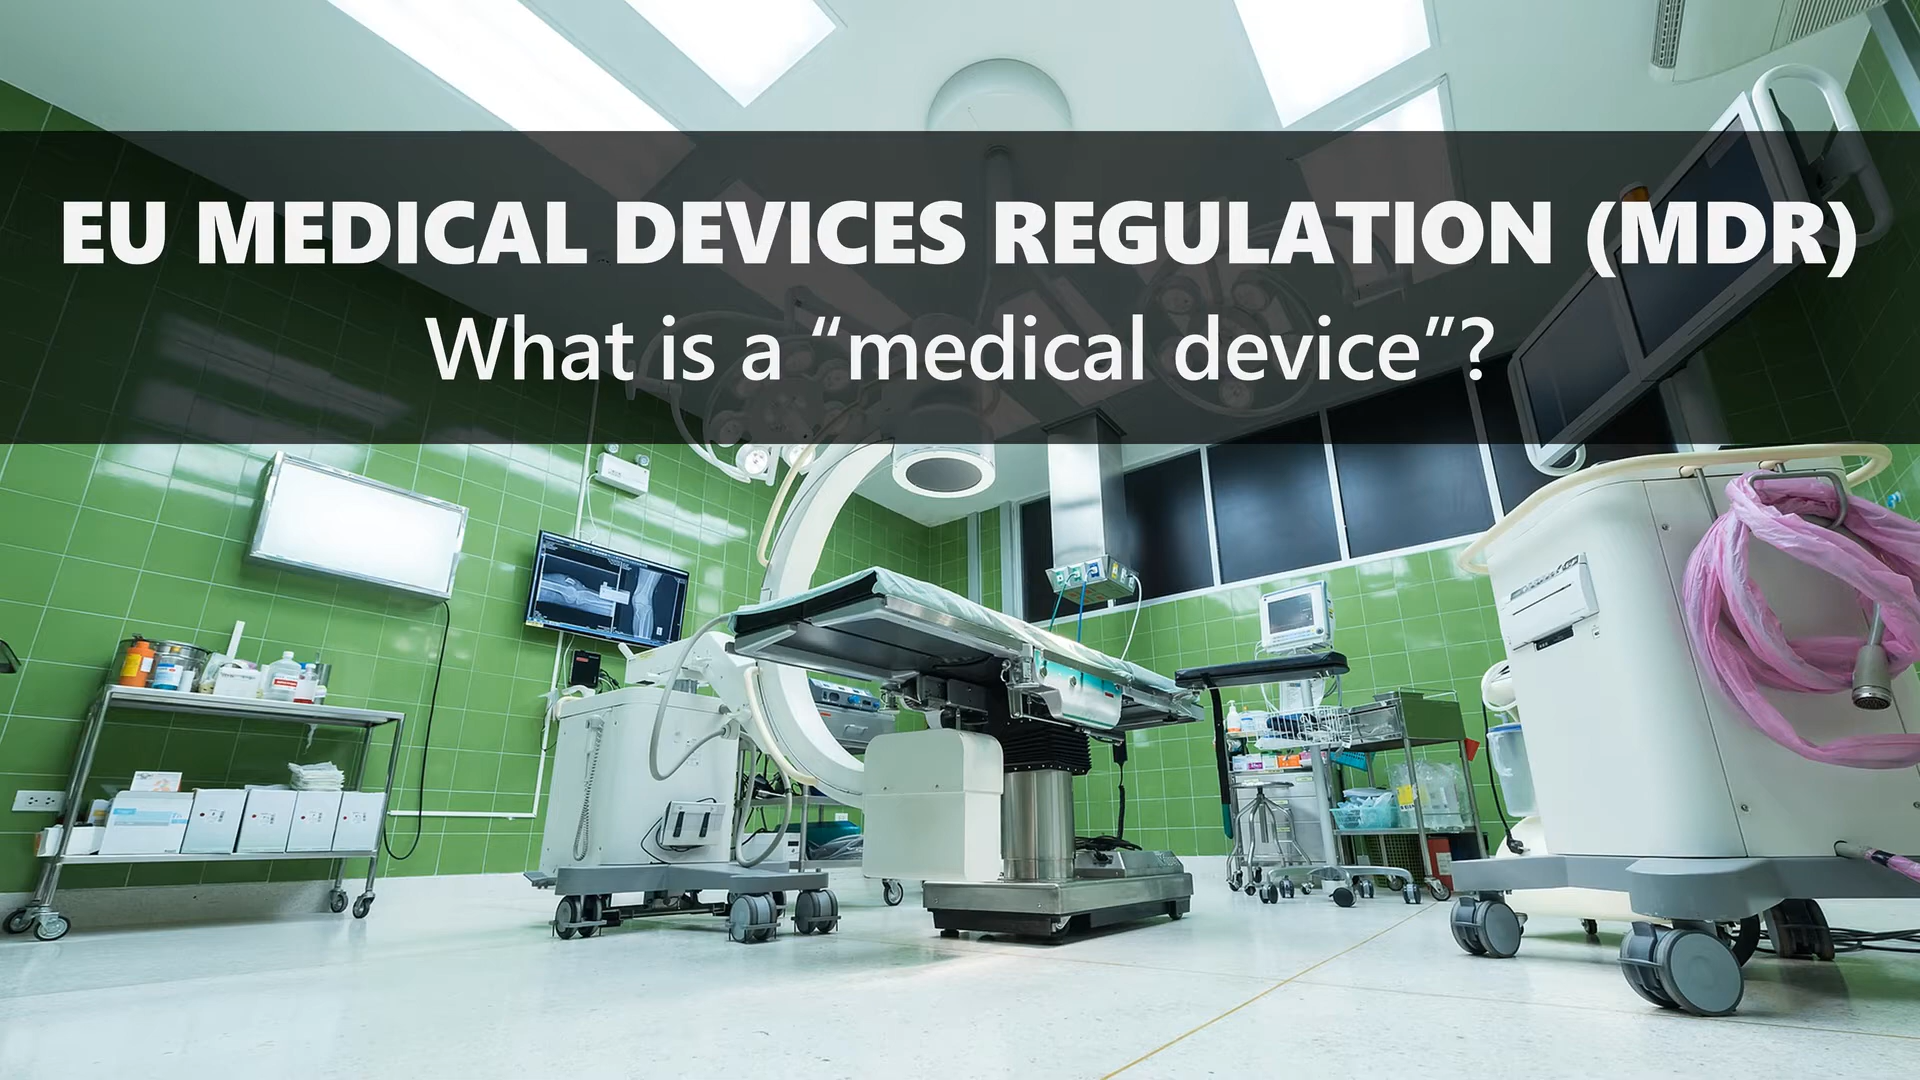 EU MEDICAL DEVICES REGULATION (MDR)
What is a “medical device”?